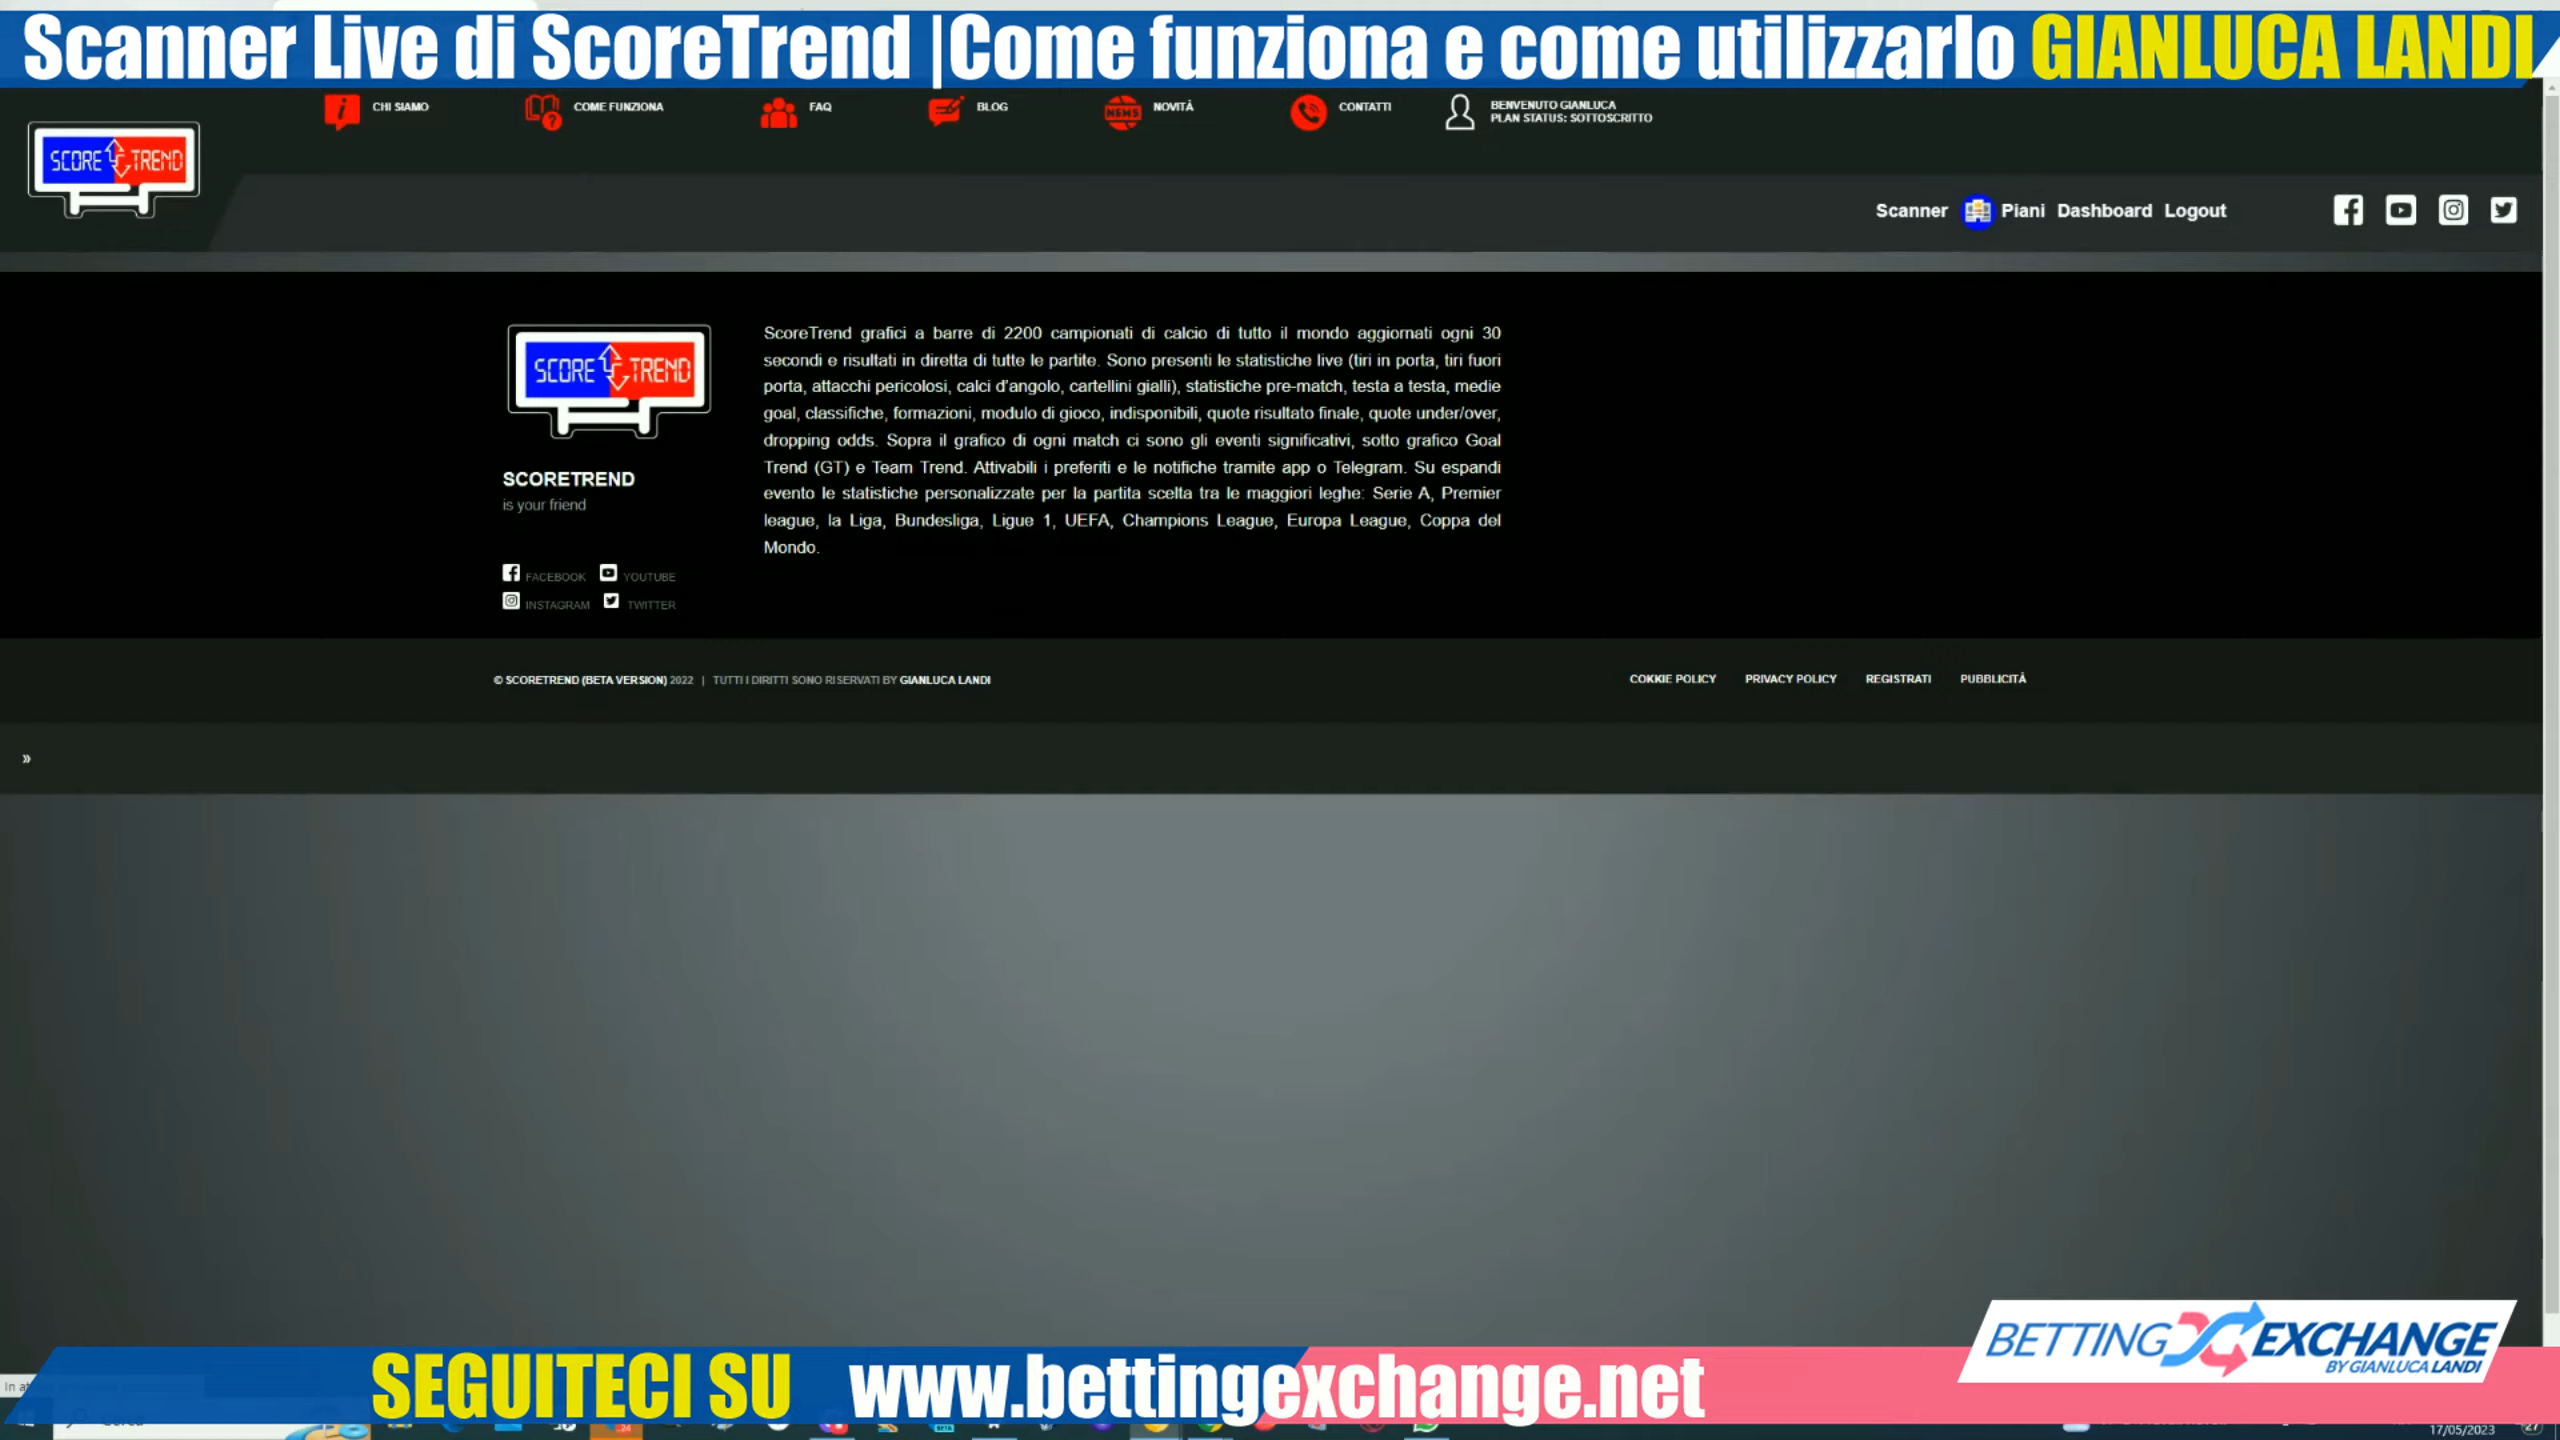 Scanner Live di ScoreTrend |Come funziona e come utilizzarlo GIANLUCA LANDI
CHI SIAMO
COME FUNZIONA
FAQ
BLOG
NEWS
NOVITÀ
CONTATTI
BENVENUTO GIANLUCA
PLAN STATUS: SOTTOSCRITTO
SCORE TREND
Scanner Piani Dashboard Logout
SCORE TREND
SCORETREND
is your friend
FACEBOOK YOUTUBE
INSTAGRAM TWITTER
ScoreTrend grafici a barre di 2200 campionati di calcio di tutto il mondo aggiornati ogni 30
secondi e risultati in diretta di tutte le partite. Sono presenti le statistiche live (tiri in porta, tiri fuori
porta, attacchi pericolosi, calci d'angolo, cartellini gialli), statistiche pre-match, testa a testa, medie
goal, classifiche, formazioni, modulo di gioco, indisponibili, quote risultato finale, quote under/over,
dropping odds. Sopra il grafico di ogni match ci sono gli eventi significativi, sotto grafico Goal
Trend (GT) e Team Trend. Attivabili i preferiti e le notifiche tramite app o Telegram. Su espandi
evento le statistiche personalizzate per la partita scelta tra le maggiori leghe: Serie A, Premier
league, la Liga, Bundesliga, Ligue 1, UEFA, Champions League, Europa League, Coppa del
Mondo.
© SCORETREND (BETA VERSION) 2022 | TUTTI I DIRITTI SONO RISERVATI BY GIANLUCA LANDI
COKKIE POLICY PRIVACY POLICY REGISTRATI PUBBLICITÀ
»
BETTING EXCHANGE
BY GIANLUCA LANDI
SEGUITECI SU www.bettingexchange.net
17/05/2023